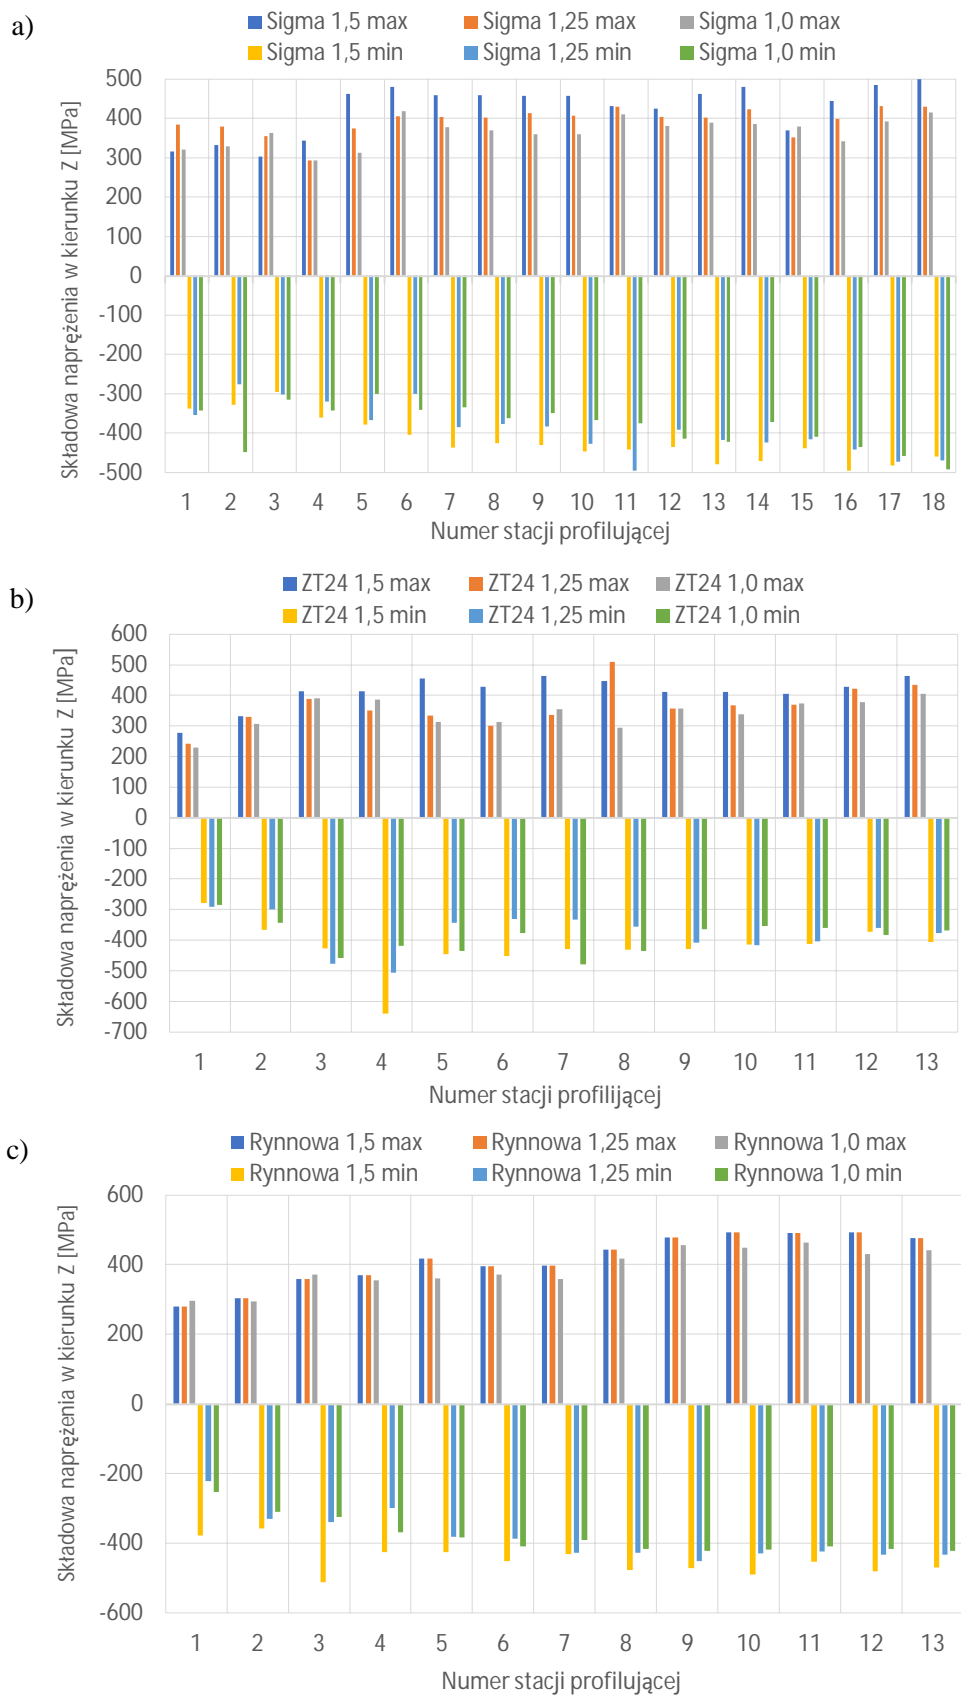 a)
Sigma 1,5 max Sigma 1,25 max Sigma 1,0 max
Sigma 1,5 min Sigma 1,25 min Sigma 1,0 min
Składowa naprężenia w kierunku Z [MPa]
500
400
300
200
100
0
-100
-200
-300
-400
-500
1 2 3 4 5 6 7 8 9 10 11 12 13 14 15 16 17 18
Numer stacji profilującej
b)
ZT24 1,5 max ZT24 1,25 max ZT24 1,0 max
ZT24 1,5 min ZT24 1,25 min ZT24 1,0 min
Składowa naprężenia w kierunku Z [MPa]
600
500
400
300
200
100
0
-100
-200
-300
-400
-500
-600
-700
1 2 3 4 5 6 7 8 9 10 11 12 13
Numer stacji profilijącej
c)
Rynnowa 1,5 max Rynnowa 1,25 max Rynnowa 1,0 max
Rynnowa 1,5 min Rynnowa 1,25 min Rynnowa 1,0 min
Składowa naprężenia w kierunku Z [MPa]
600
400
200
0
-200
-400
-600
1 2 3 4 5 6 7 8 9 10 11 12 13
Numer stacji profilującej